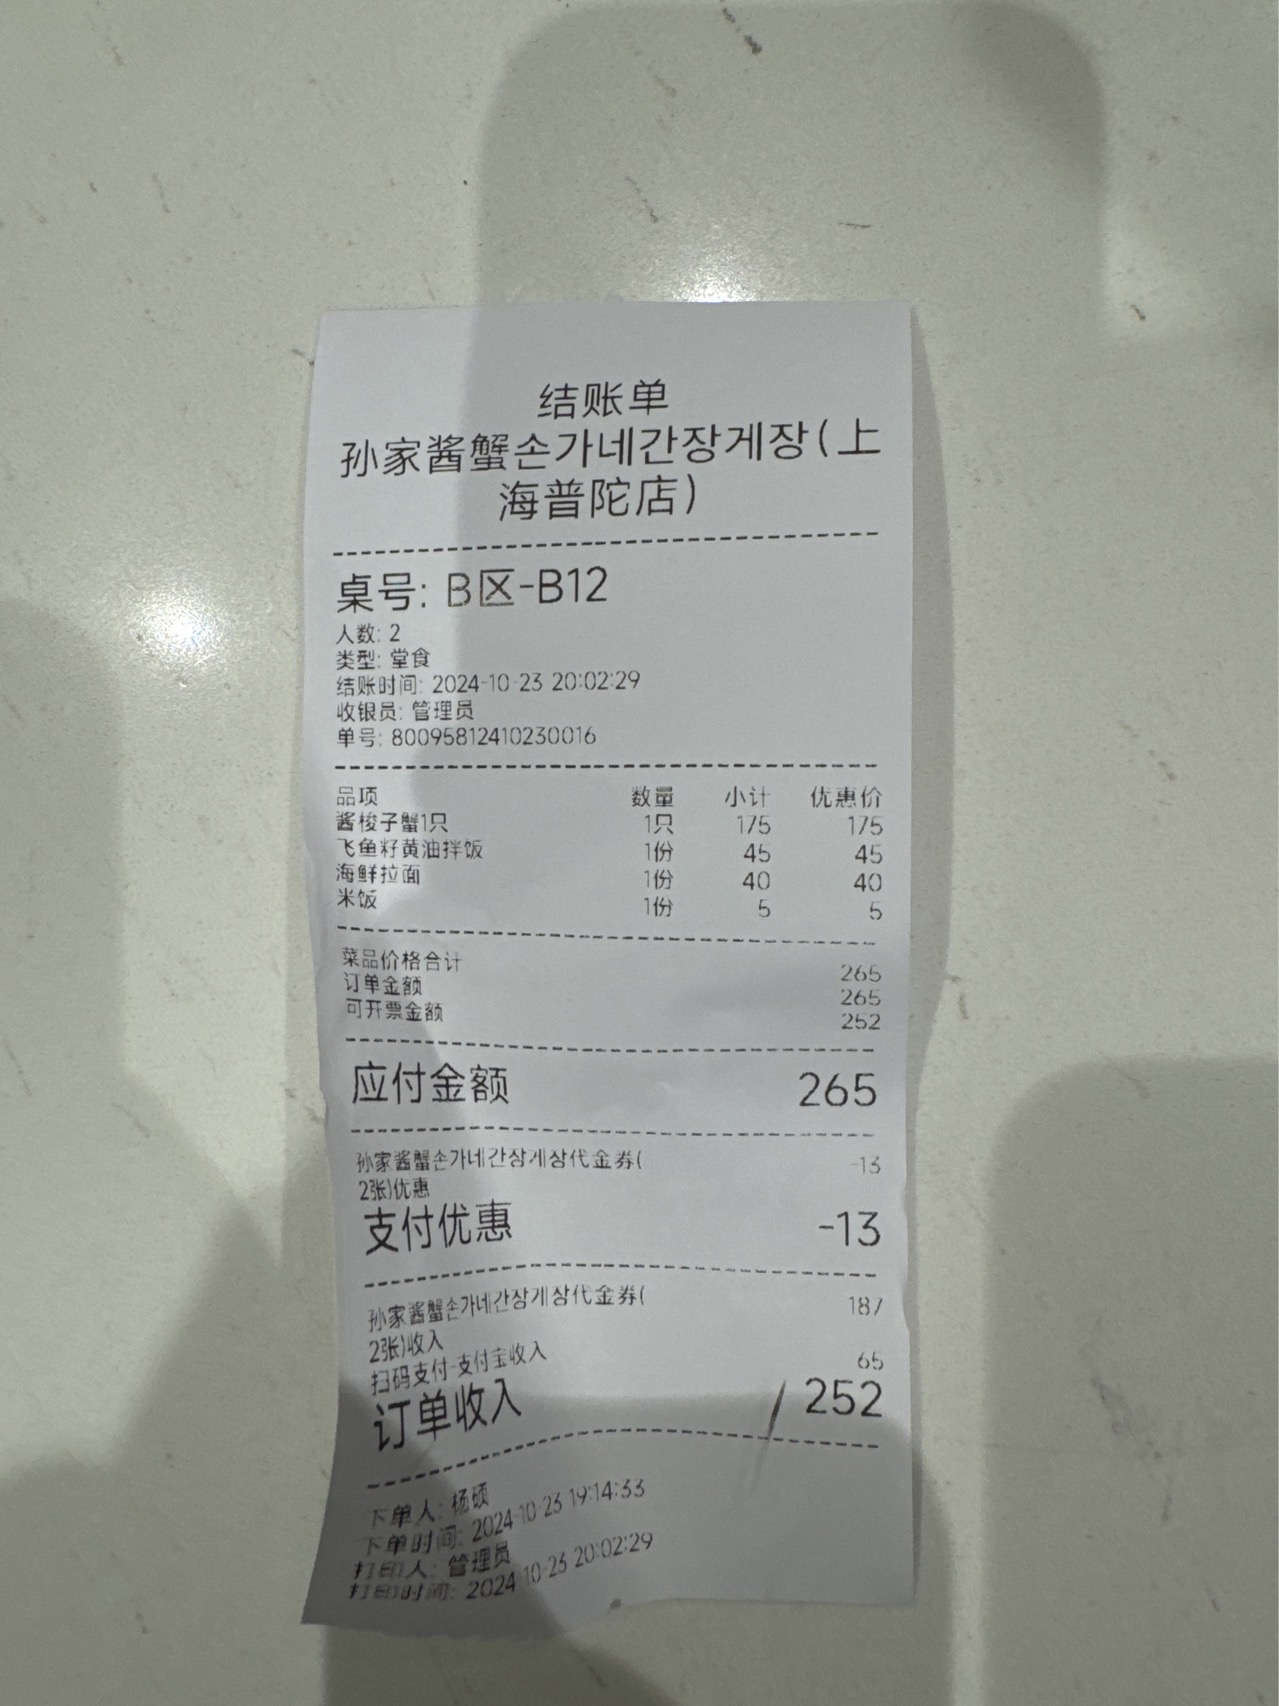 结账单
孙家酱蟹손가네간장게장(上
海普陀店)
桌号: B区-B12
人数: 2
类型: 堂食
结账时间: 2024-10-23 20:02:29
收银员: 管理员
单号: 80095812410230016
品项 数量 小计 优惠价
酱梭子蟹1只 1只 175 175
飞鱼籽黄油拌饭 1份 45 45
海鲜拉面 1份 40 40
米饭 1份 5 5
菜品价格合计 265
订单金额 265
可开票金额 252
应付金额 265
孙家酱蟹손가네간장게장代金券( -13
2张)优惠
支付优惠 -13
孙家酱蟹손가네간장게장代金券( 187
2张)收入
扫码支付-支付宝收入 65
订单收入 252
下单人: 杨硕
下单时间: 2024-10-23 19:14:33
打印人: 管理员
打印时间: 2024-10-23 20:02:29